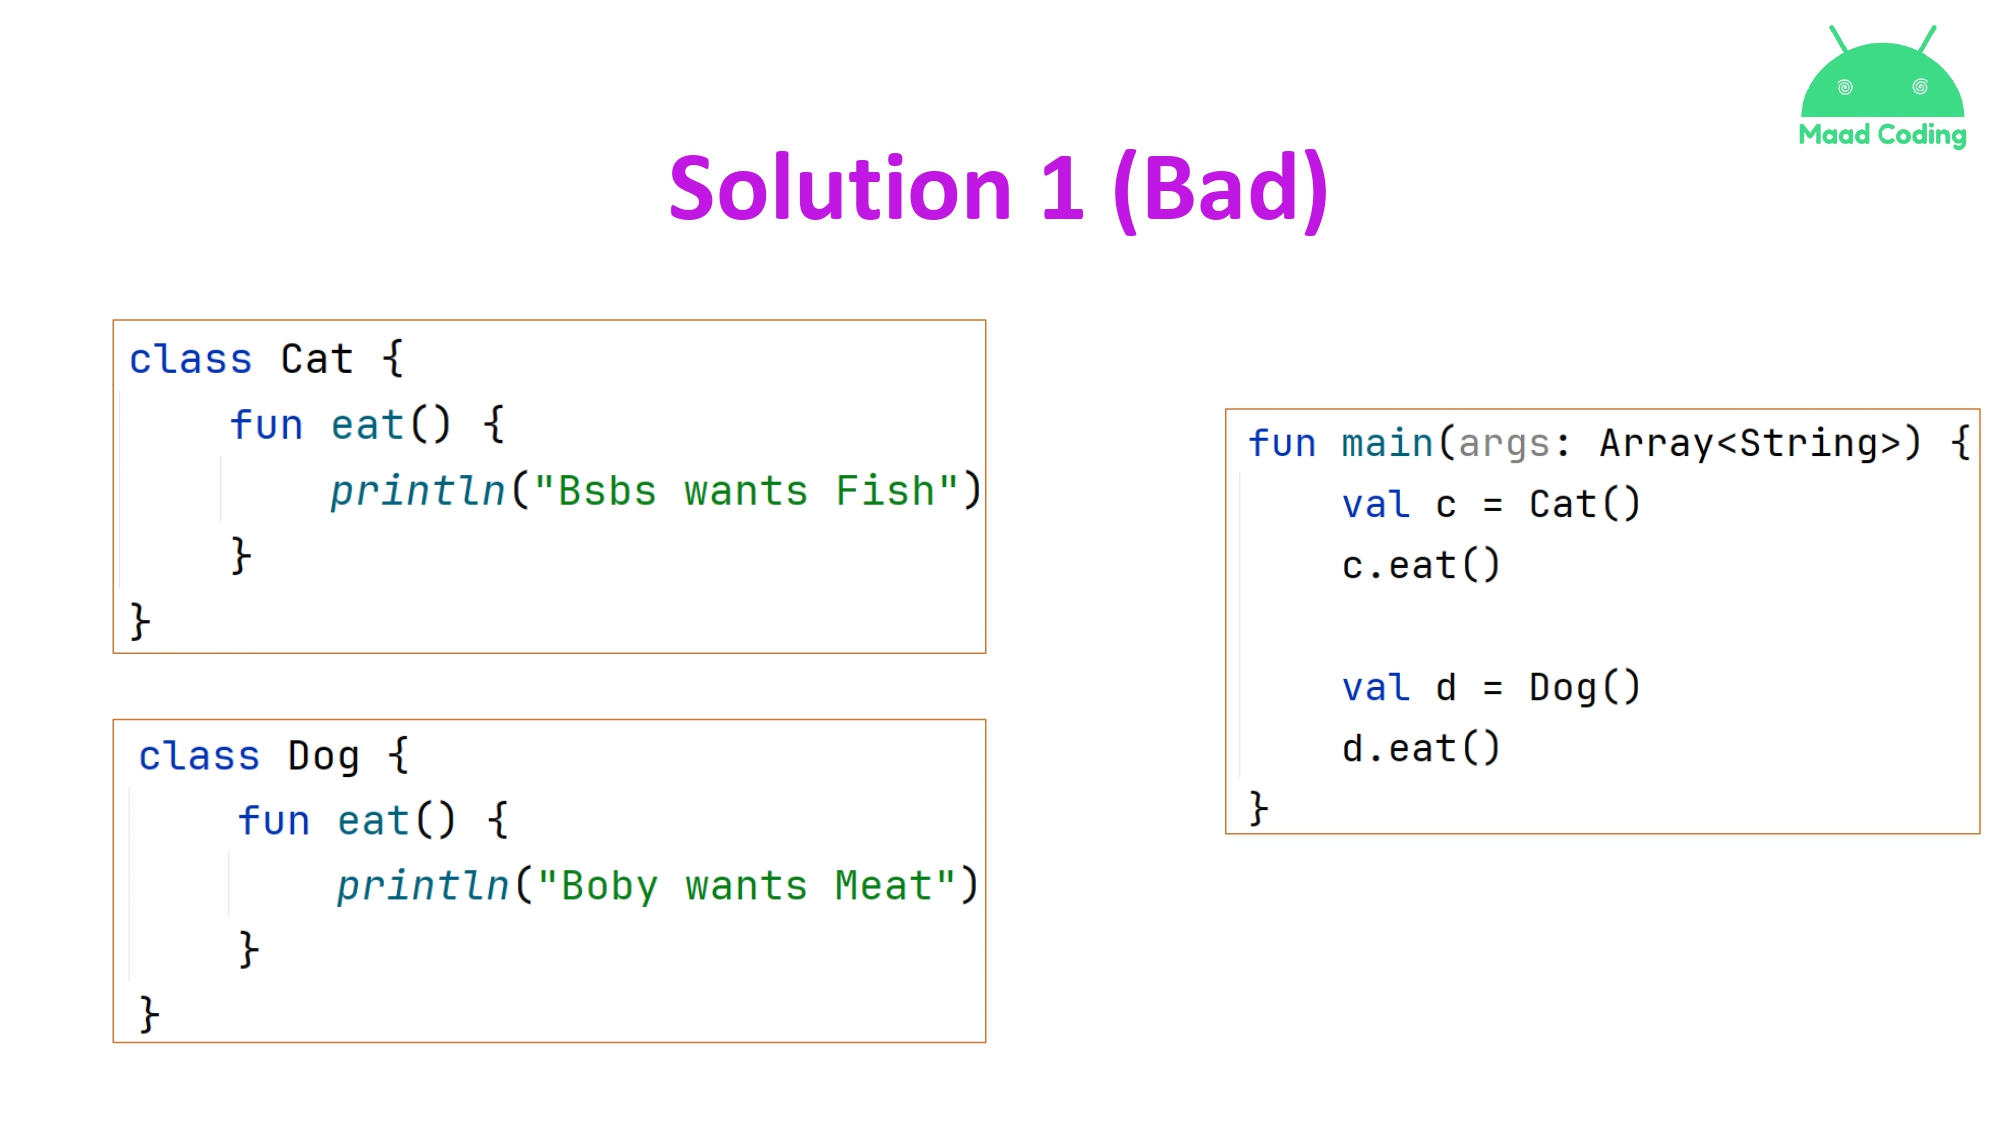 Maad Coding
Solution 1 (Bad)
class Cat {
fun eat() {
println("Bsbs wants Fish")
}
}
class Dog {
fun eat() {
println("Boby wants Meat")
}
}
fun main(args: Array<String>) {
val c = Cat()
c.eat()
val d = Dog()
d.eat()
}